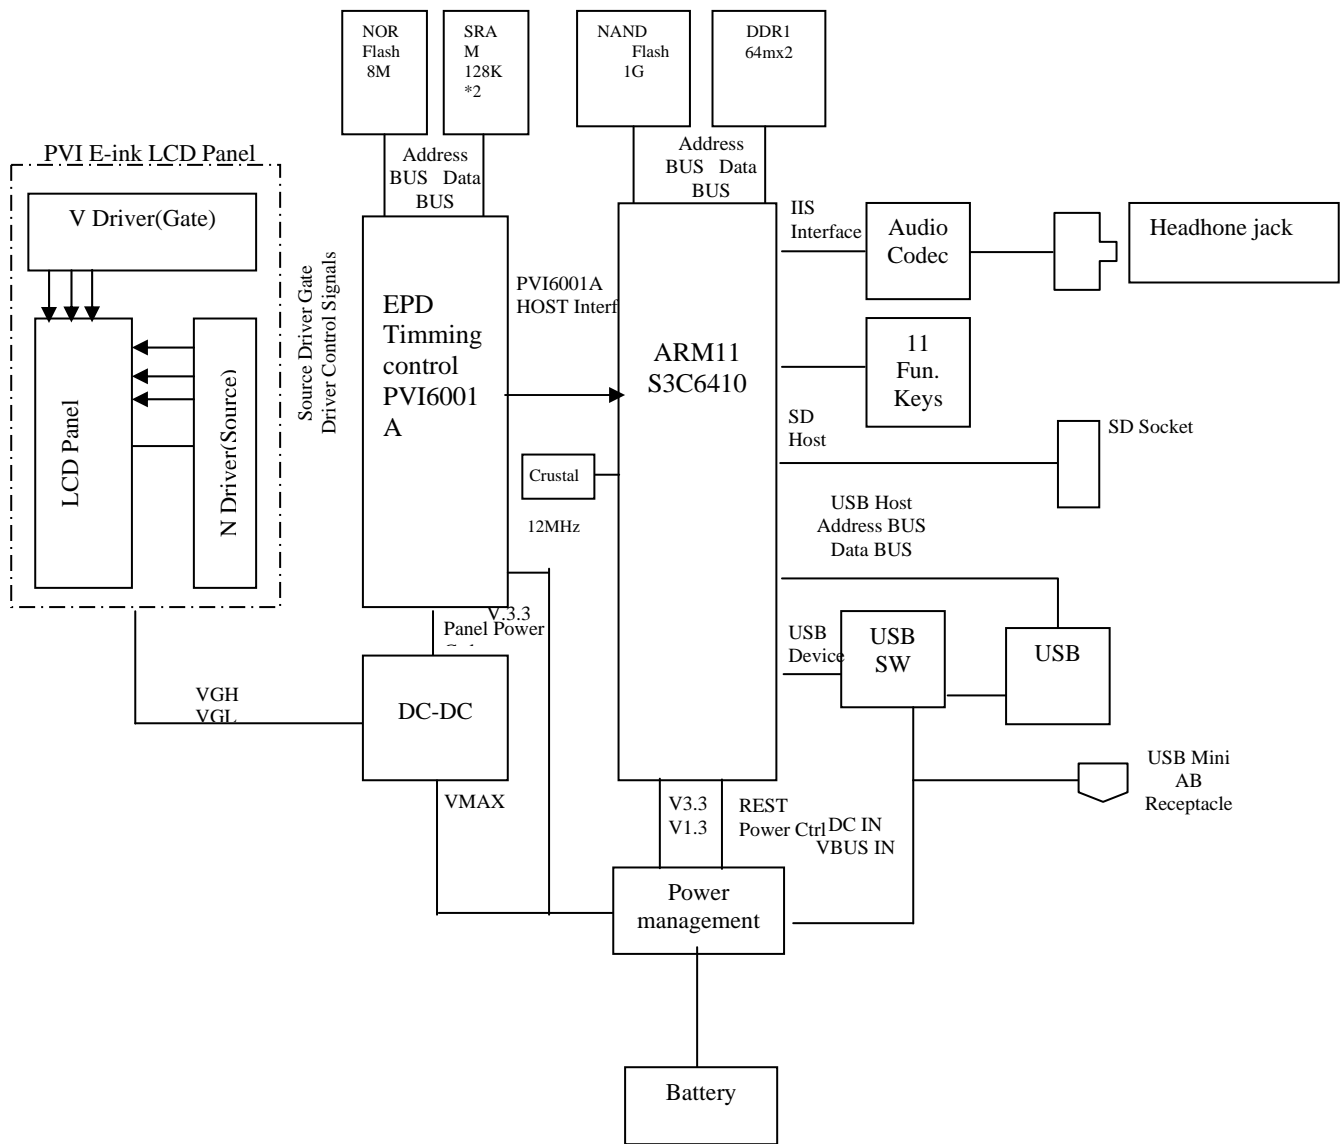 NOR
Flash
8M
SRA
M
128K
*2
NAND
Flash
1G
DDR1
64mx2
Address
BUS Data
BUS
Address
BUS Data
BUS
PVI E-ink LCD Panel
V Driver(Gate)
LCD Panel
N Driver(Source)
Source Driver Gate
Driver Control Signals
EPD
Timming
control
PVI6001
A
PVI6001A
HOST Interf
ARM11
S3C6410
Crustal
12MHz
IIS
Interface
Audio
Codec
Headhone jack
11
Fun.
Keys
SD
Host
SD Socket
USB Host
Address BUS
Data BUS
USB
Device
USB
SW
USB
USB Mini
AB
Receptacle
V.3.3
Panel Power
DC-DC
VGH
VGL
VMAX
V3.3
V1.3
REST
Power Ctrl
DC IN
VBUS IN
Power
management
Battery